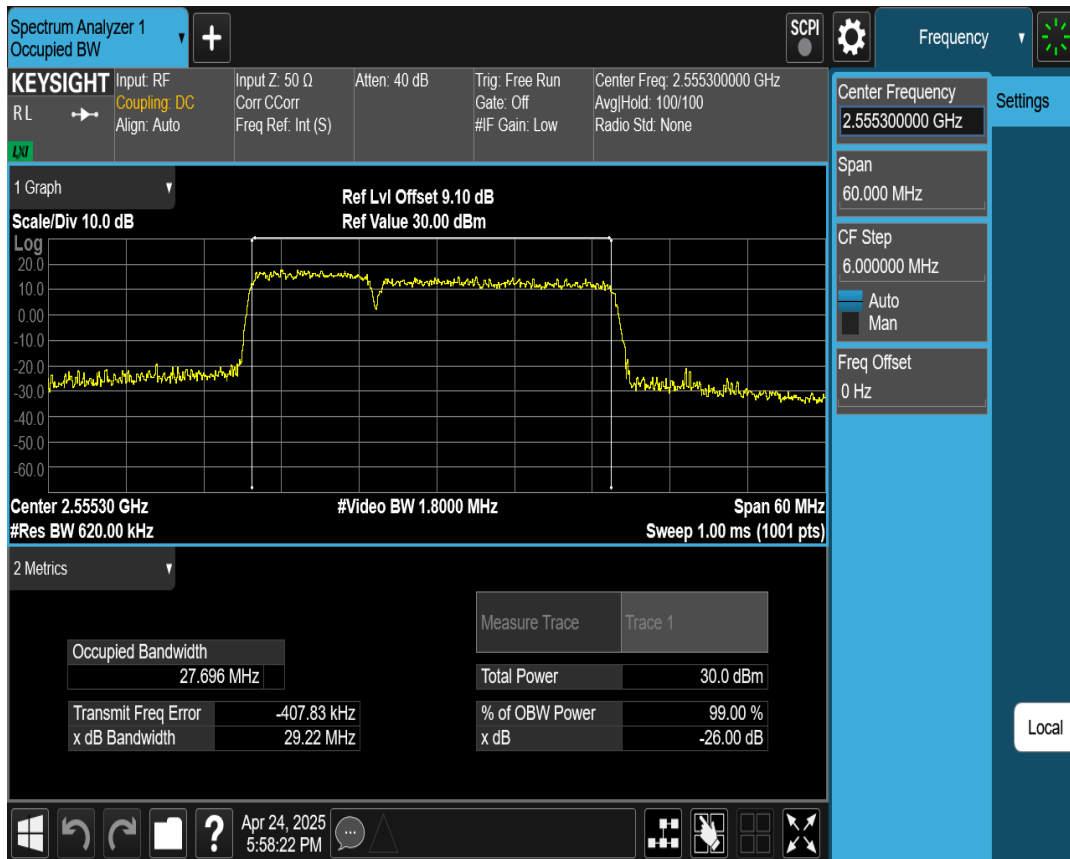 Spectrum Analyzer 1
Occupied BW
+
SCPI
Frequency
KEYSIGHT
RL
LXI
Input: RF
Coupling: DC
Align: Auto
Input Z: 50 Ω
Corr CCorr
Freq Ref: Int (S)
Atten: 40 dB
Trig: Free Run
Gate: Off
#IF Gain: Low
Center Freq: 2.555300000 GHz
Avg|Hold: 100/100
Radio Std: None
Center Frequency
2.555300000 GHz
Settings
Span
60.000 MHz
CF Step
6.000000 MHz
Auto
Man
Freq Offset
0 Hz
Local
1 Graph
Ref Lvl Offset 9.10 dB
Scale/Div 10.0 dB
Ref Value 30.00 dBm
Log
20.0
10.0
0.00
-10.0
-20.0
-30.0
-40.0
-50.0
-60.0
Center 2.55530 GHz
#Video BW 1.8000 MHz
Span 60 MHz
#Res BW 620.00 kHz
Sweep 1.00 ms (1001 pts)
2 Metrics
Measure Trace
Trace 1
Occupied Bandwidth
27.696 MHz
Total Power
30.0 dBm
Transmit Freq Error
-407.83 kHz
% of OBW Power
99.00 %
x dB Bandwidth
29.22 MHz
x dB
-26.00 dB
?
Apr 24, 2025
5:58:22 PM